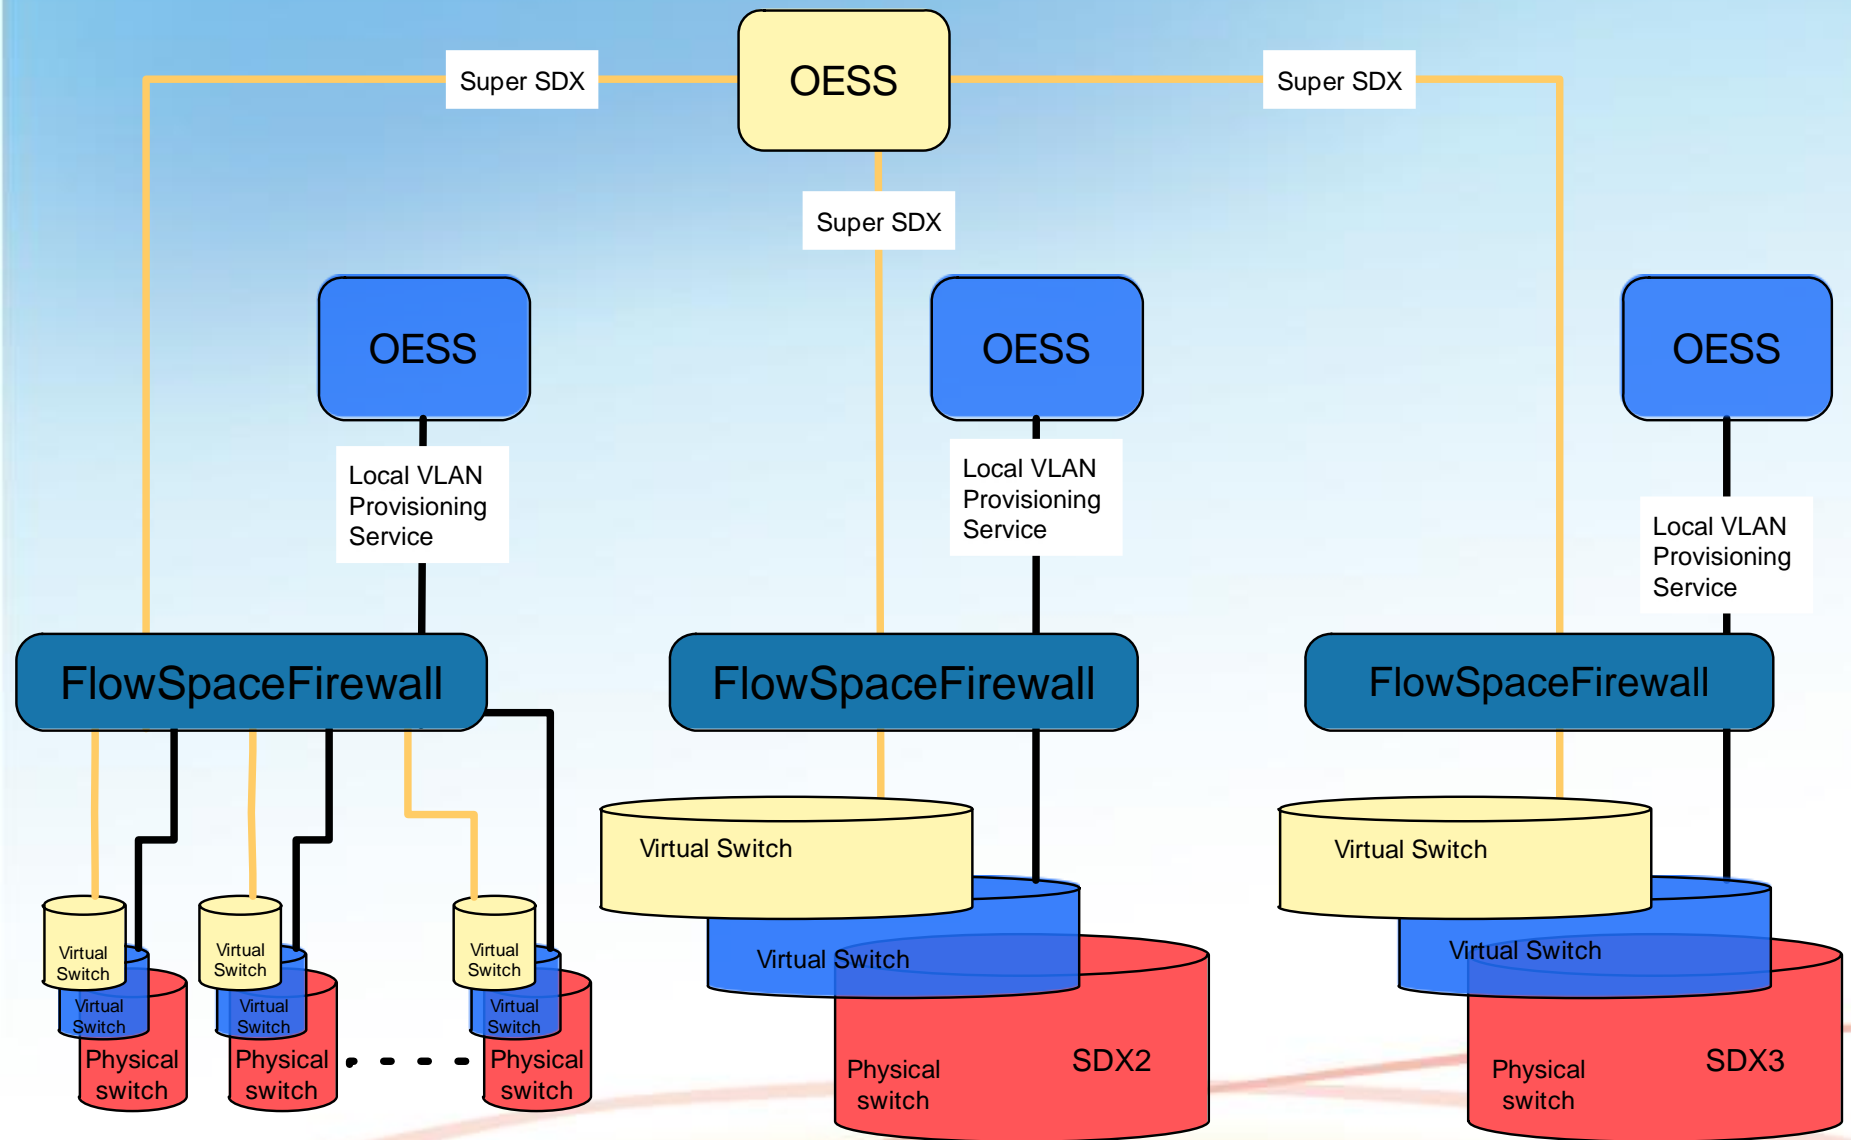 OESS
Super SDX
Super SDX
Super SDX
OESS
OESS
OESS
Local VLAN
Provisioning
Service
Local VLAN
Provisioning
Service
Local VLAN
Provisioning
Service
FlowSpaceFirewall
FlowSpaceFirewall
FlowSpaceFirewall
Virtual
Switch
Virtual
Switch
Physical
switch
Virtual
Switch
Virtual
Switch
Physical
switch
Virtual
Switch
Virtual
Switch
Physical
switch
Virtual Switch
Virtual Switch
Physical
switch
SDX2
Virtual Switch
Virtual Switch
Physical
switch
SDX3